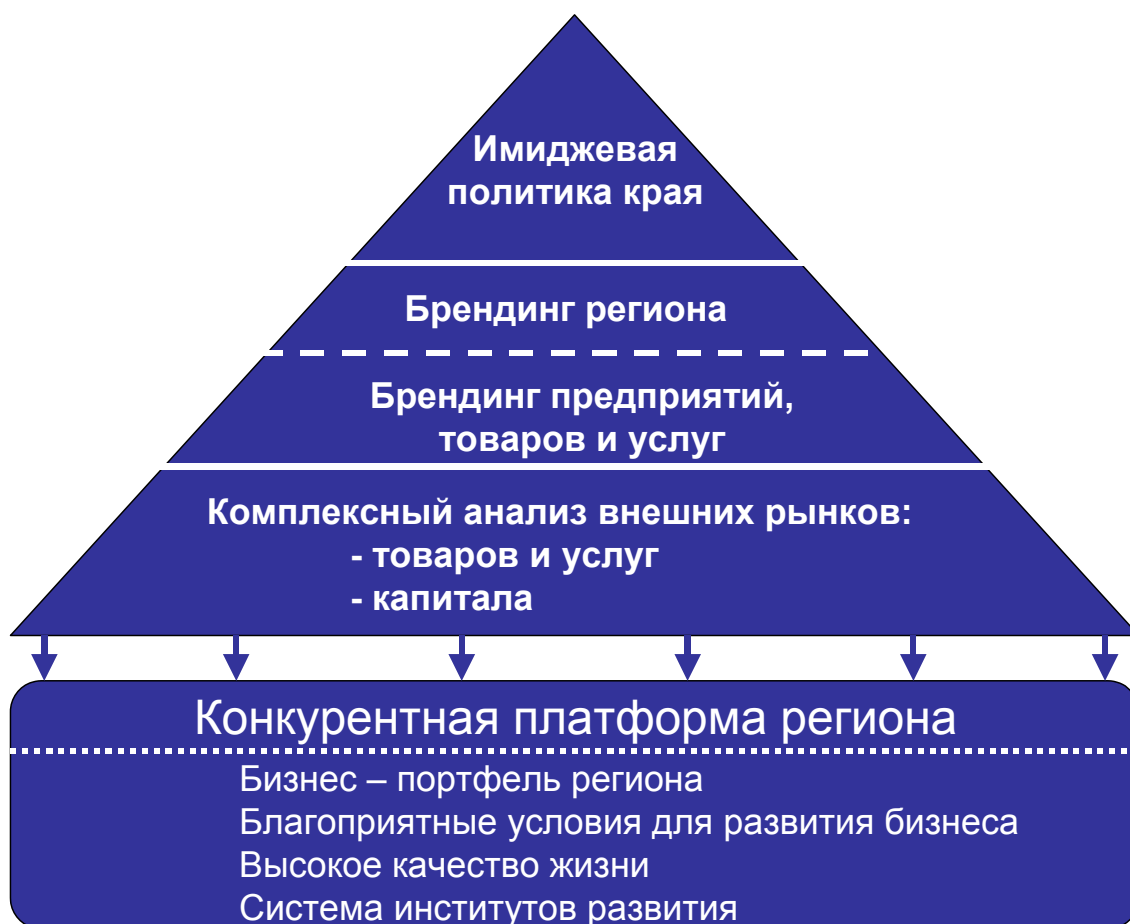 Имиджевая
политика края
Брендинг региона
Брендинг предприятий,
товаров и услуг
Комплексный анализ внешних рынков:
- товаров и услуг
- капитала
Конкурентная платформа региона
Бизнес – портфель региона
Благоприятные условия для развития бизнеса
Высокое качество жизни
Система институтов развития